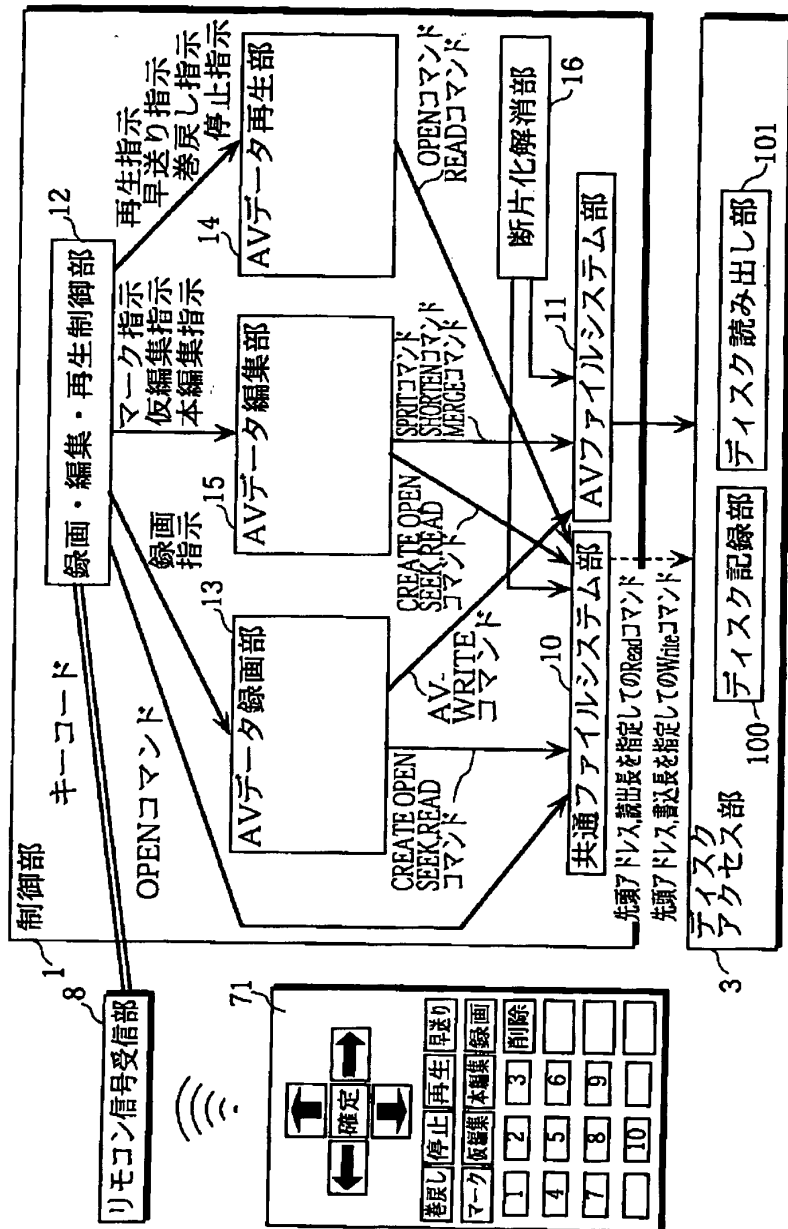 リモコン信号受信部
8
キーコード
71
確定
巻戻し 停止 再生 早送り
マーク 仮編集 本編集 録画
1 2 3 削除
4 5 6
7 8 9
10
1
制御部
録画・編集・再生制御部
12
OPENコマンド
録画
指示
マーク指示
仮編集指示
本編集指示
再生指示
早送り指示
巻戻し指示
停止指示
13
AVデータ録画部
15
AVデータ編集部
14
AVデータ再生部
CREATE OPEN
SEEK,READ
コマンド
AV-
WRITE
コマンド
CREATE OPEN
SEEK,READ
コマンド
SPRITコマンド
SHORTENコマンド
MERGEコマンド
OPENコマンド
READコマンド
断片化解消部
16
10
共通ファイルシステム部
11
AVファイルシステム部
先頭アドレス,読出長を指定してのReadコマンド
先頭アドレス,書込長を指定してのWriteコマンド
3
ディスク
アクセス部
100
ディスク記録部
ディスク読み出し部
101